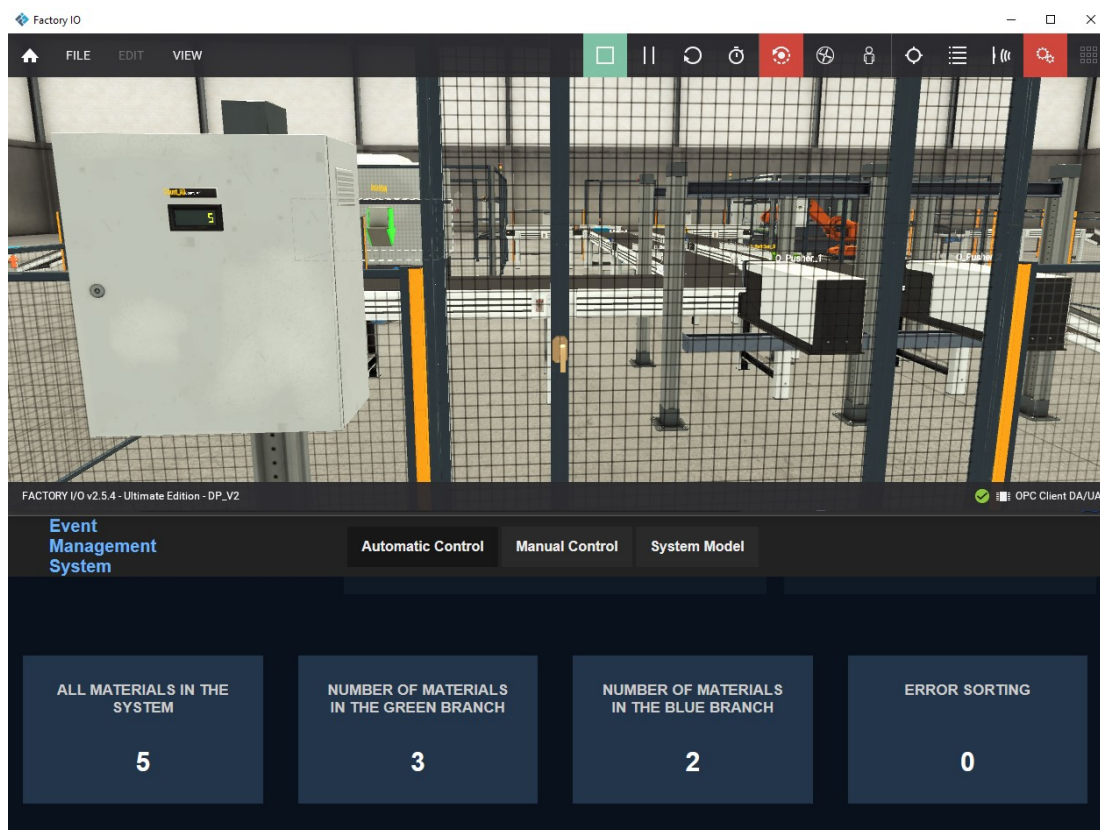 Factory IO
FILE EDIT VIEW
5
O_Pusher_1
FACTORY I/O v2.5.4 - Ultimate Edition - DP_V2
OPC Client DA/UA
Event
Management
System
Automatic Control
Manual Control
System Model
ALL MATERIALS IN THE
SYSTEM
5
NUMBER OF MATERIALS
IN THE GREEN BRANCH
3
NUMBER OF MATERIALS
IN THE BLUE BRANCH
2
ERROR SORTING
0